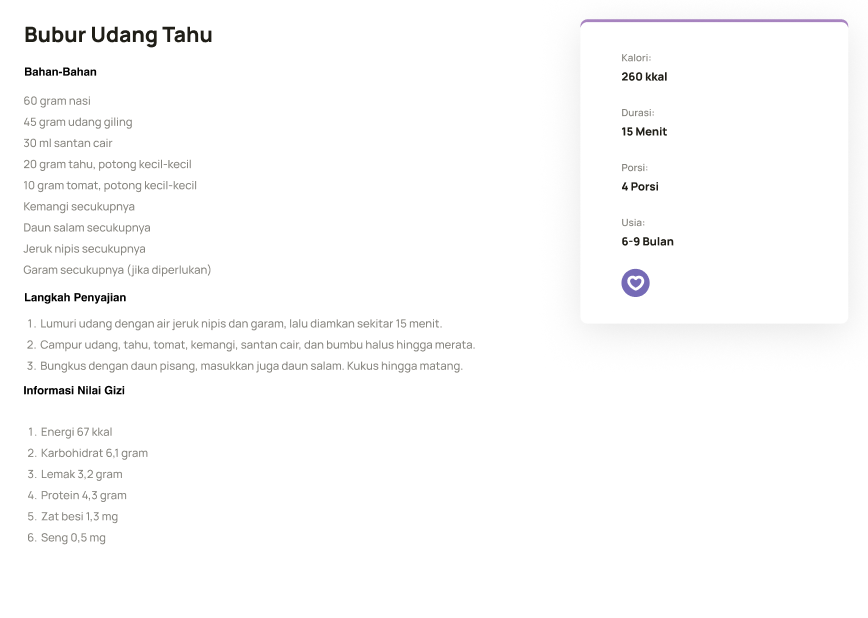 Bubur Udang Tahu
Bahan-Bahan
60 gram nasi
45 gram udang giling
30 ml santan cair
20 gram tahu, potong kecil-kecil
10 gram tomat, potong kecil-kecil
Kemangi secukupnya
Daun salam secukupnya
Jeruk nipis secukupnya
Garam secukupnya (jika diperlukan)
Langkah Penyajian
1. Lumuri udang dengan air jeruk nipis dan garam, lalu diamkan sekitar 15 menit.
2. Campur udang, tahu, tomat, kemangi, santan cair, dan bumbu halus hingga merata.
3. Bungkus dengan daun pisang, masukkan juga daun salam. Kukus hingga matang.
Informasi Nilai Gizi
1. Energi 67 kkal
2. Karbohidrat 6,1 gram
3. Lemak 3,2 gram
4. Protein 4,3 gram
5. Zat besi 1,3 mg
6. Seng 0,5 mg
Kalori:
260 kkal
Durasi:
15 Menit
Porsi:
4 Porsi
Usia:
6-9 Bulan